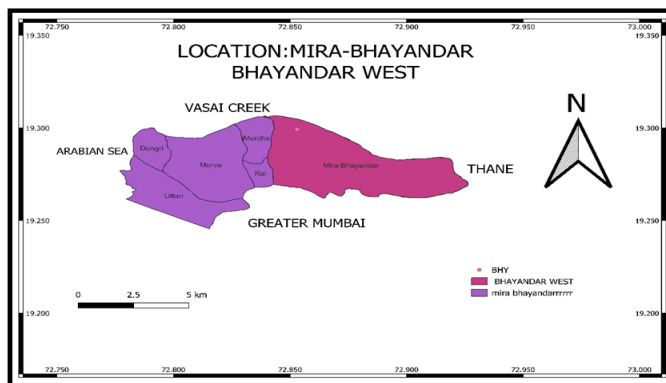 72.750 72.800 72.850 72.900 72.950 73.000
19.350 19.350
LOCATION:MIRA-BHAYANDAR
BHAYANDAR WEST
N
VASAI CREEK
19.300 19.300
Dongri Mundha
ARABIAN SEA
Morva Mira-Bhayandar THANE
Rai
Uttan
19.250 19.250
GREATER MUMBAI
BHY
BHAYANDAR WEST
mira bhayandarrrrrr
0 2.5 5 km
19.200 19.200
72.750 72.800 72.850 72.900 72.950 73.000